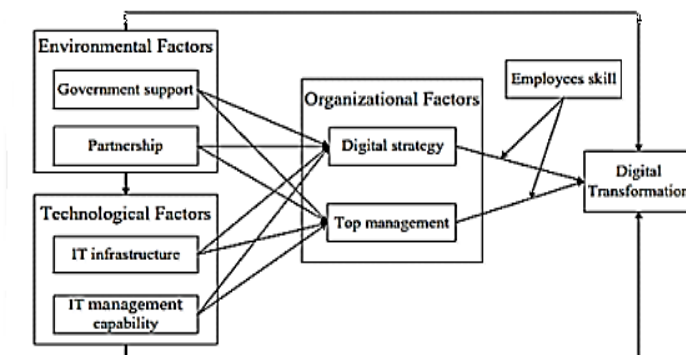 Environmental Factors
Government support
Partnership
Technological Factors
IT infrastructure
IT management
capability
Organizational Factors
Digital strategy
Top management
Employees skill
Digital
Transformation